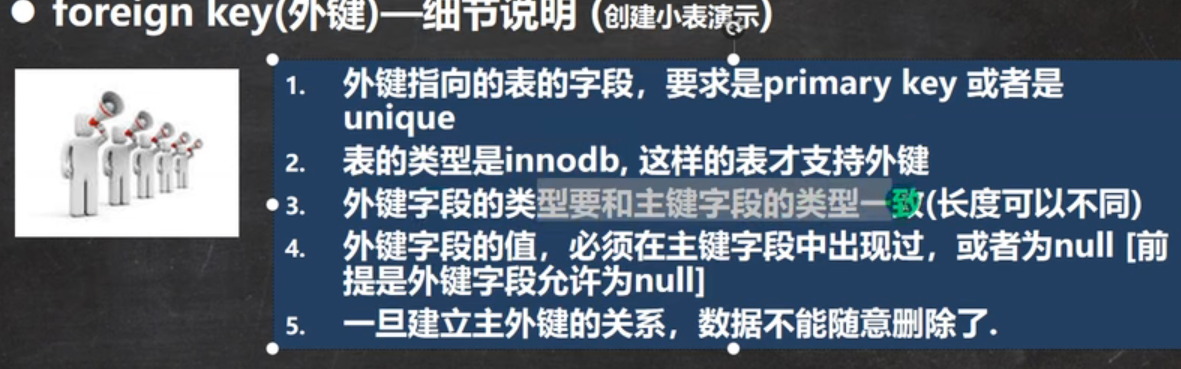 ● foreign key(外键)—细节说明 (创建小表演示)
1. 外键指向的表的字段，要求是primary key 或者是
unique
2. 表的类型是innodb, 这样的表才支持外键
3. 外键字段的类型要和主键字段的类型一致(长度可以不同)
4. 外键字段的值，必须在主键字段中出现过，或者为null [前
提是外键字段允许为null]
5. 一旦建立主外键的关系，数据不能随意删除了.